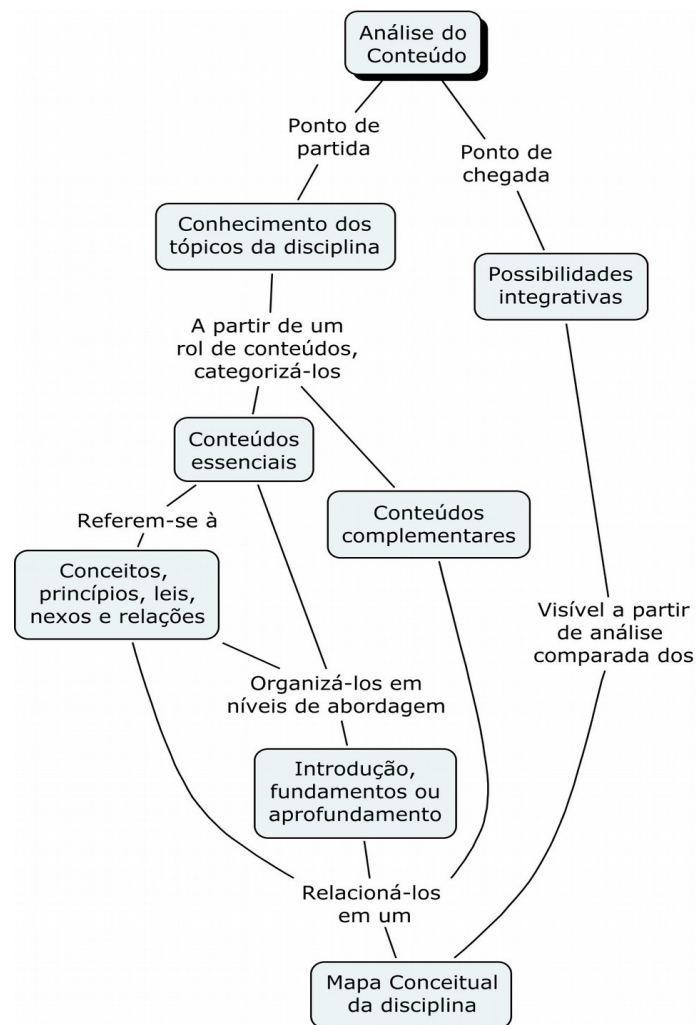 Análise do
Conteúdo
Ponto de
partida
Ponto de
chegada
Conhecimento dos
tópicos da disciplina
Possibilidades
integrativas
A partir de um
rol de conteúdos,
categorizá-los
Conteúdos
essenciais
Conteúdos
complementares
Referem-se à
Conceitos,
princípios, leis,
nexos e relações
Visível a partir
de análise
comparada dos
Organizá-los em
níveis de abordagem
Introdução,
fundamentos ou
aprofundamento
Relacioná-los
em um
Mapa Conceitual
da disciplina